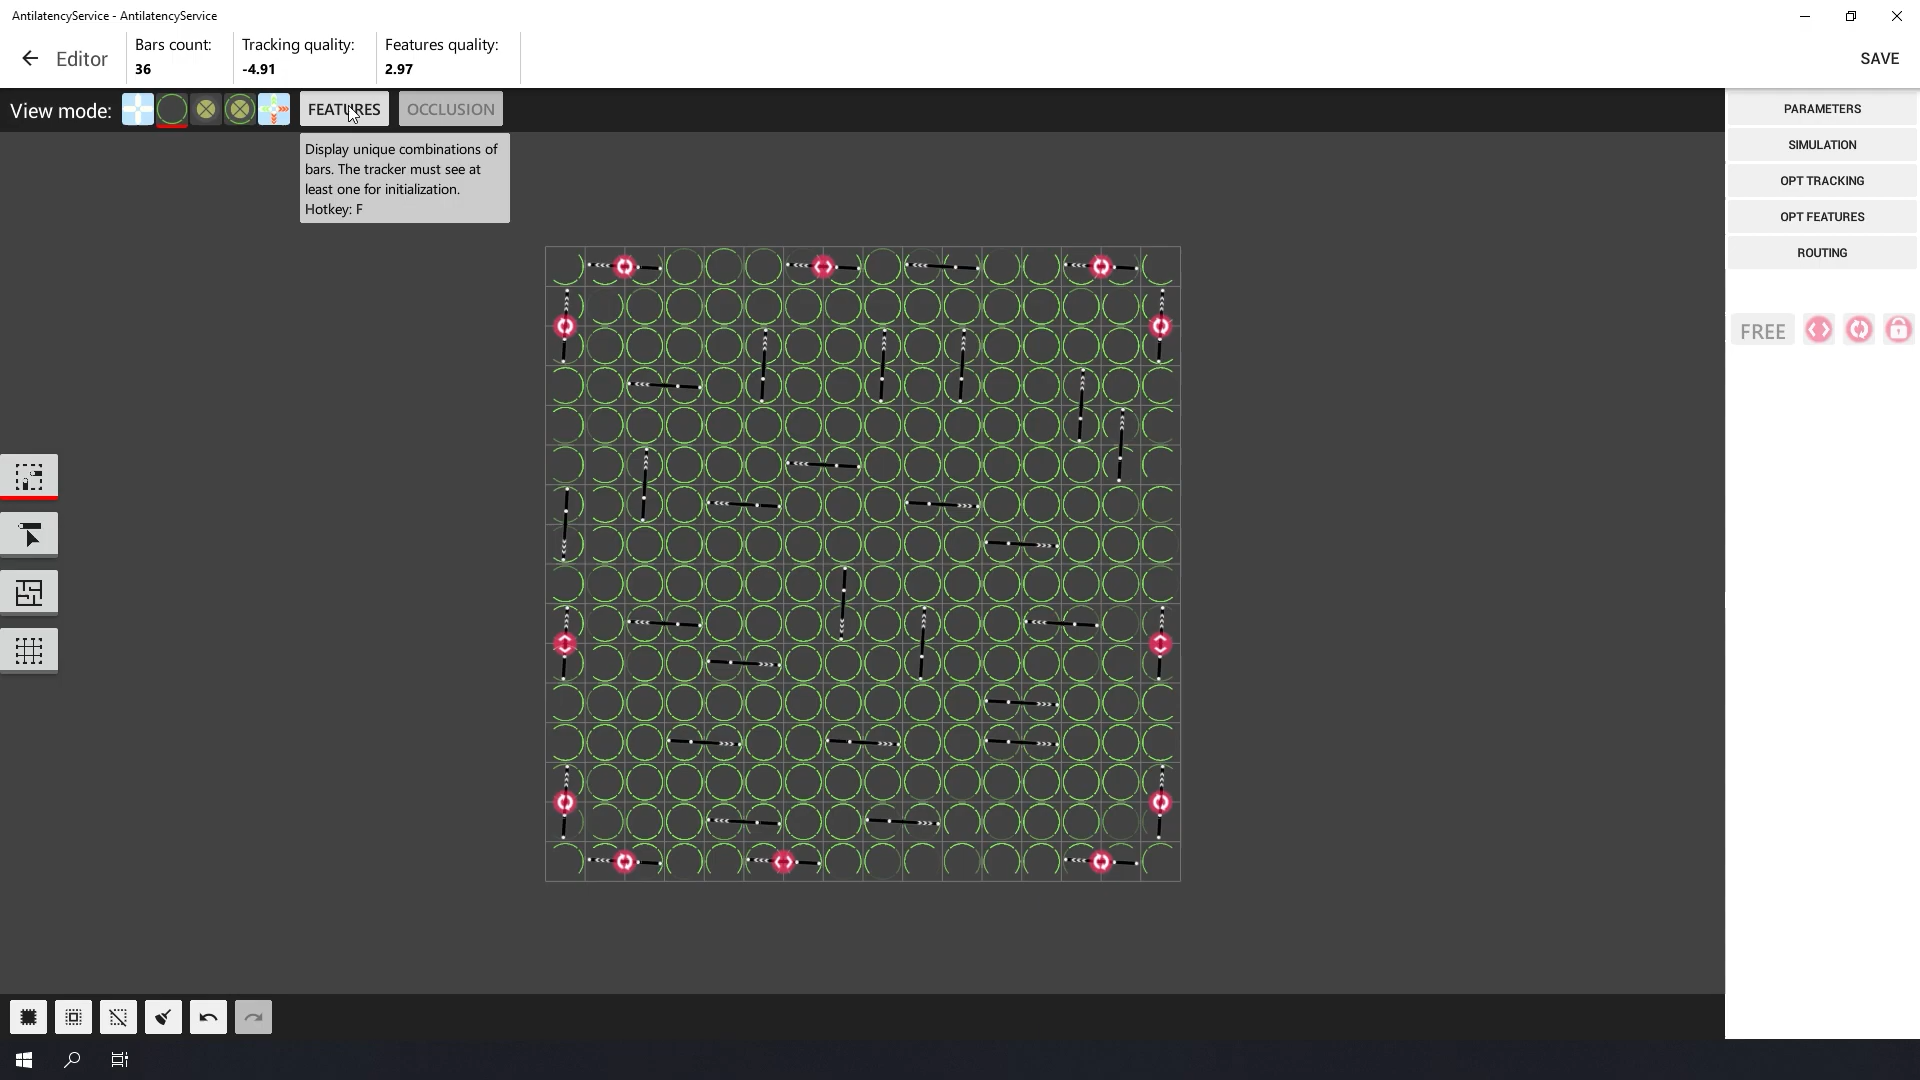 AntilatencyService - AntilatencyService
Editor
Bars count:
36
Tracking quality:
-4.91
Features quality:
2.97
SAVE
View mode:
FEATURES
OCCLUSION
Display unique combinations of
bars. The tracker must see at
least one for initialization.
Hotkey: F
PARAMETERS
SIMULATION
OPT TRACKING
OPT FEATURES
ROUTING
FREE